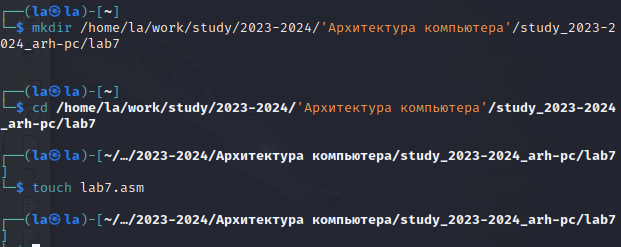 ┌──(la㉿la)-[~]
└─$ mkdir /home/la/work/study/2023-2024/'Архитектура компьютера'/study_2023-2
024_arh-pc/lab7
┌──(la㉿la)-[~]
└─$ cd /home/la/work/study/2023-2024/'Архитектура компьютера'/study_2023-2024
_arh-pc/lab7
┌──(la㉿la)-[~/…/2023-2024/Архитектура компьютера/study_2023-2024_arh-pc/lab7
]
└─$ touch lab7.asm
┌──(la㉿la)-[~/…/2023-2024/Архитектура компьютера/study_2023-2024_arh-pc/lab7
]